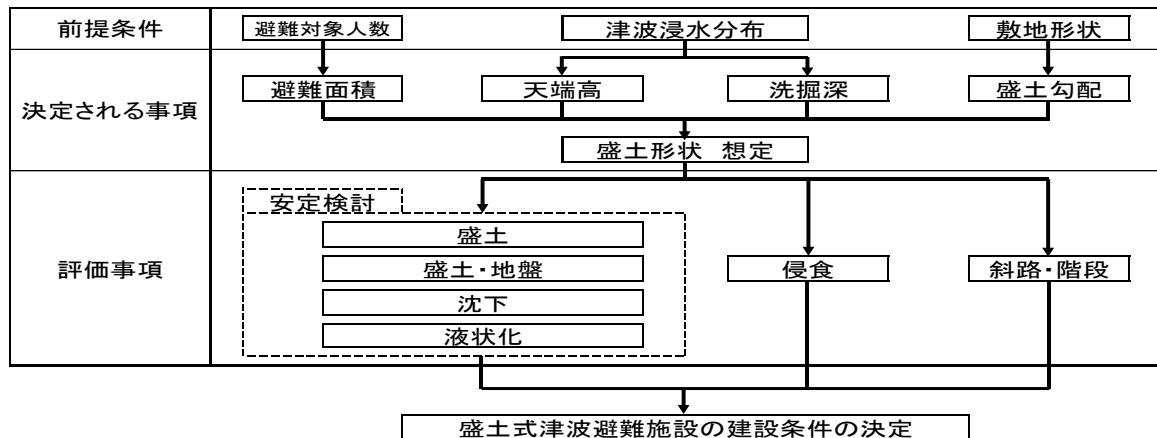 前提条件
避難対象人数
津波浸水分布
敷地形状
決定される事項
避難面積
天端高
洗掘深
盛土勾配
盛土形状 想定
評価事項
安定検討
盛土
盛土・地盤
沈下
液状化
侵食
斜路・階段
盛土式津波避難施設の建設条件の決定